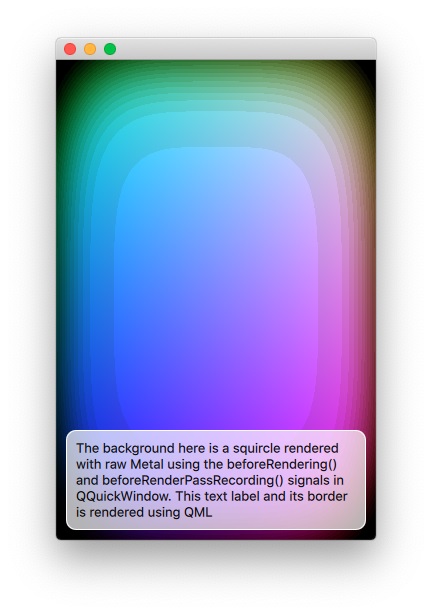 The background here is a squircle rendered
with raw Metal using the beforeRendering()
and beforeRenderPassRecording() signals in
QQuickWindow. This text label and its border
is rendered using QML